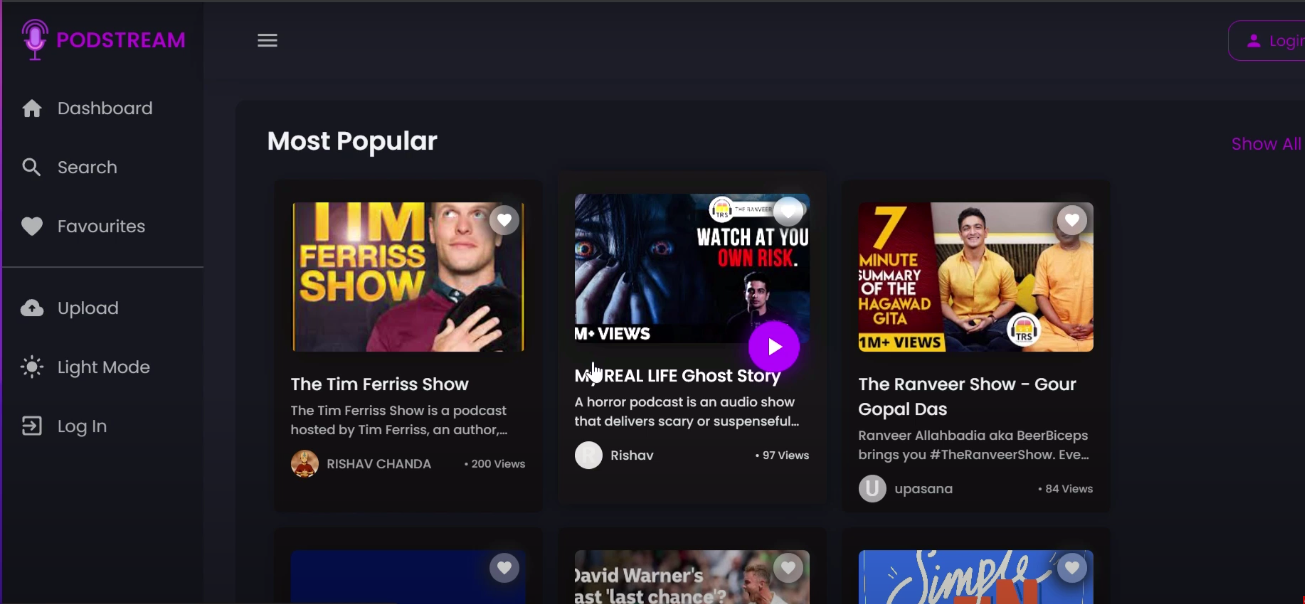 PODSTREAM
Login
Dashboard
Search
Favourites
Upload
Light Mode
Log In
Most Popular
Show All
TIM
FERRISS
SHOW
The Tim Ferriss Show
The Tim Ferriss Show is a podcast
hosted by Tim Ferriss, an author,...
RISHAV CHANDA
• 200 Views
TRS
THE RANVEER
WATCH AT YOU
OWN RISK.
M+ VIEWS
MY REAL LIFE Ghost Story
A horror podcast is an audio show
that delivers scary or suspenseful...
R
Rishav
• 97 Views
7
MINUTE
SUMMARY
OF THE
HAGAWAD
GITA
1M+ VIEWS
TRS
The Ranveer Show - Gour
Gopal Das
Ranveer Allahbadia aka BeerBiceps
brings you #TheRanveerShow. Eve...
U
upasana
• 84 Views
David Warner's
ast 'last chance'?
Simple
EN